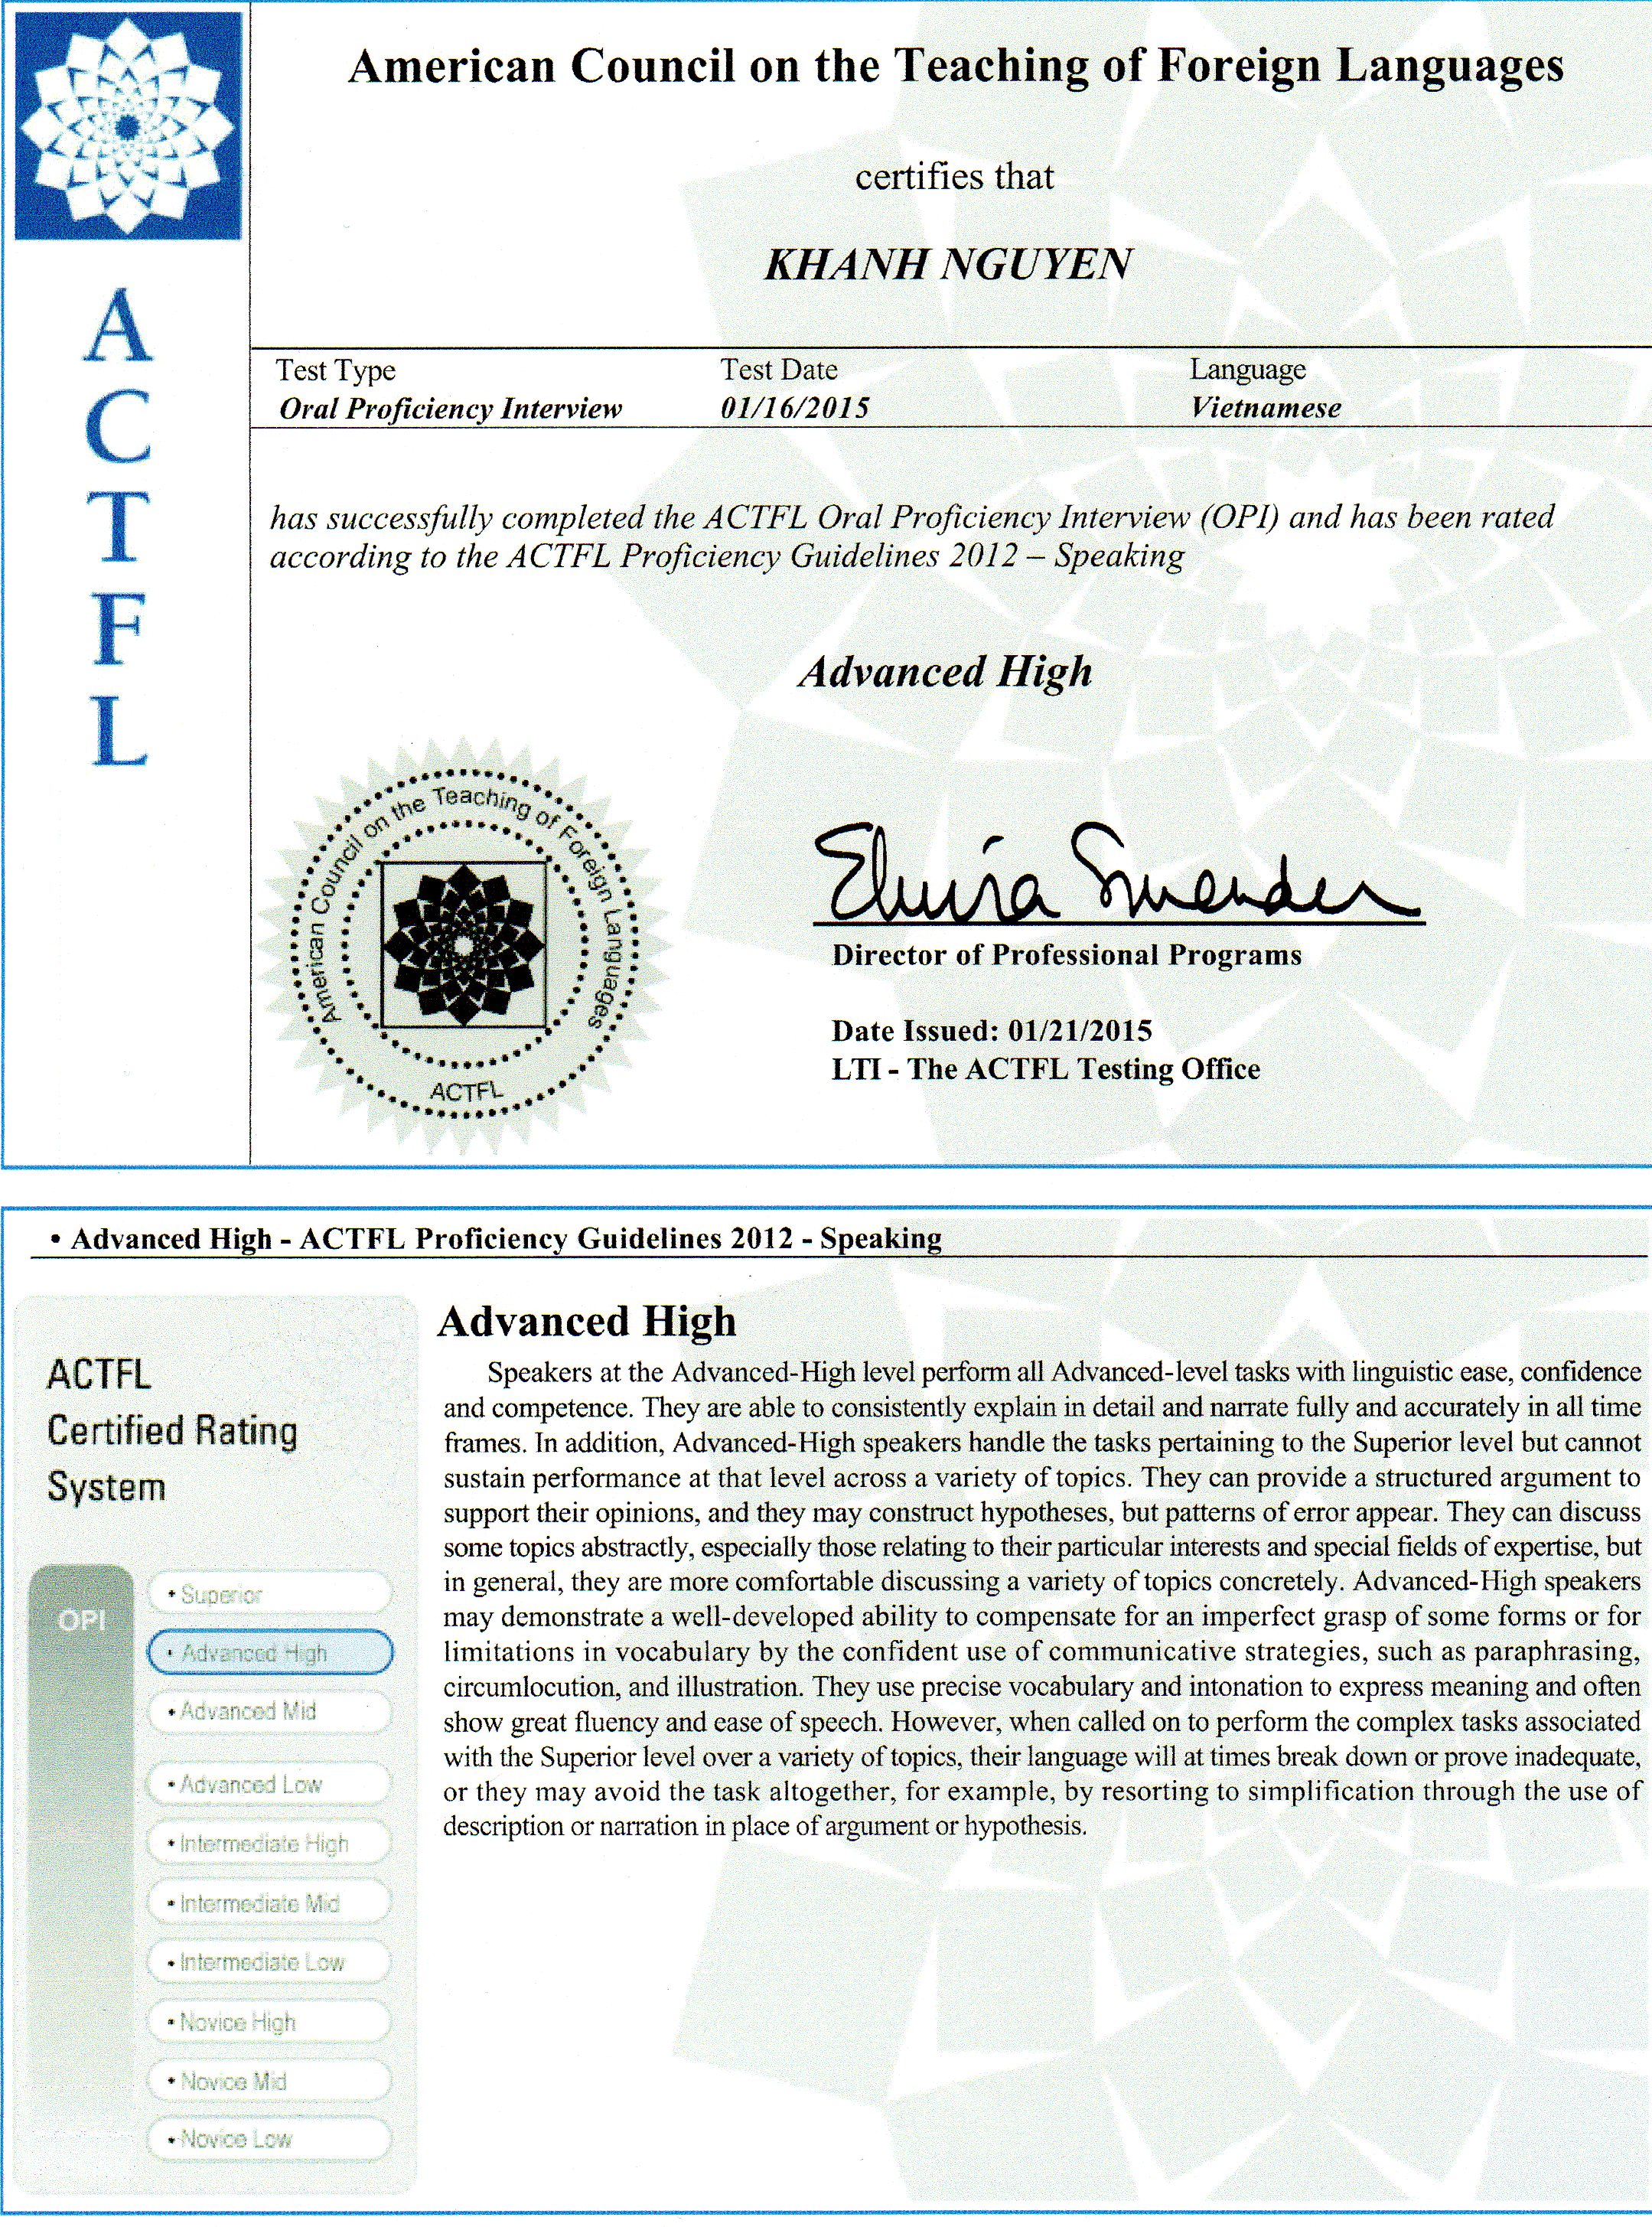 American Council on the Teaching of Foreign Languages
certifies that
KHANH NGUYEN
A
C
T
F
L
Test Type Test Date Language
Oral Proficiency Interview 01/16/2015 Vietnamese
has successfully completed the ACTFL Oral Proficiency Interview (OPI) and has been rated
according to the ACTFL Proficiency Guidelines 2012 – Speaking
Advanced High
American Council on the Teaching of Foreign Languages
ACTFL
Elvira Swender
Director of Professional Programs
Date Issued: 01/21/2015
LTI - The ACTFL Testing Office
• Advanced High - ACTFL Proficiency Guidelines 2012 - Speaking
ACTFL
Certified Rating
System
OPI
• Superior
• Advanced High
• Advanced Mid
• Advanced Low
• Intermediate High
• Intermediate Mid
• Intermediate Low
• Novice High
• Novice Mid
• Novice Low
Advanced High
Speakers at the Advanced-High level perform all Advanced-level tasks with linguistic ease, confidence
and competence. They are able to consistently explain in detail and narrate fully and accurately in all time
frames. In addition, Advanced-High speakers handle the tasks pertaining to the Superior level but cannot
sustain performance at that level across a variety of topics. They can provide a structured argument to
support their opinions, and they may construct hypotheses, but patterns of error appear. They can discuss
some topics abstractly, especially those relating to their particular interests and special fields of expertise, but
in general, they are more comfortable discussing a variety of topics concretely. Advanced-High speakers
may demonstrate a well-developed ability to compensate for an imperfect grasp of some forms or for
limitations in vocabulary by the confident use of communicative strategies, such as paraphrasing,
circumlocution, and illustration. They use precise vocabulary and intonation to express meaning and often
show great fluency and ease of speech. However, when called on to perform the complex tasks associated
with the Superior level over a variety of topics, their language will at times break down or prove inadequate,
or they may avoid the task altogether, for example, by resorting to simplification through the use of
description or narration in place of argument or hypothesis.